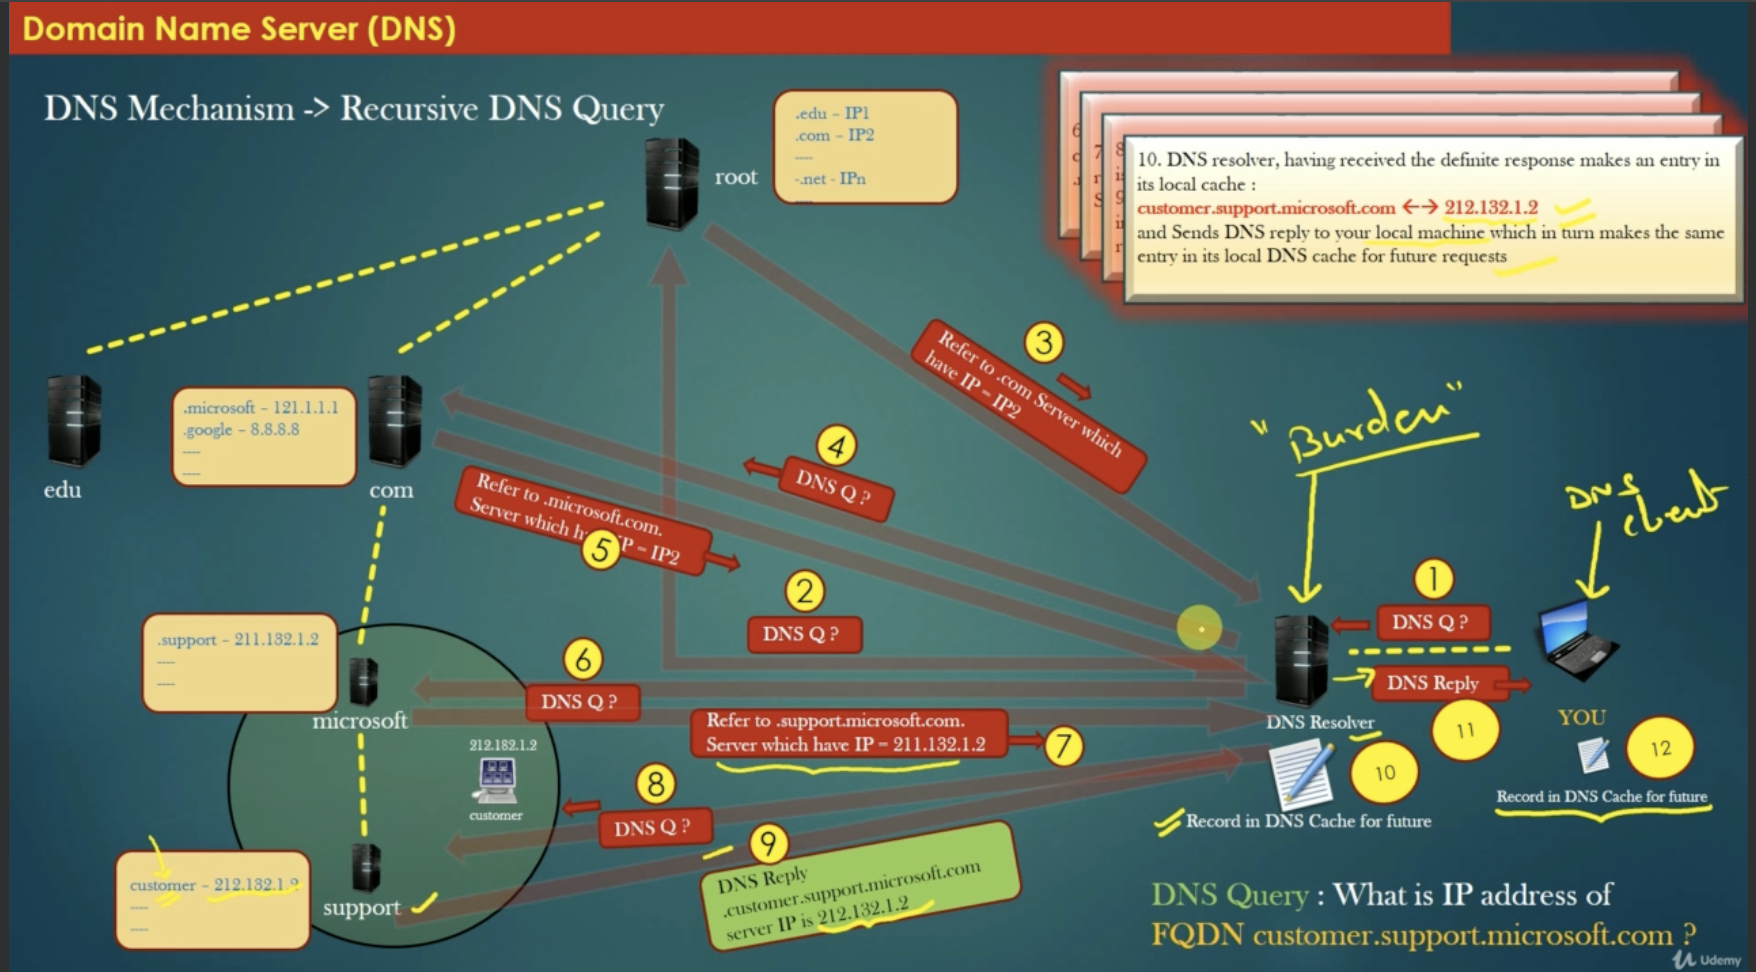 Domain Name Server (DNS)
DNS Mechanism -> Recursive DNS Query
.edu - IP1
.com - IP2
----
-.net - IPn
----
root
6
c
.1
7
r
S
8
is
9
in
r
10. DNS resolver, having received the definite response makes an entry in
its local cache :
customer.support.microsoft.com ↔ 212.132.1.2
and Sends DNS reply to your local machine which in turn makes the same
entry in its local DNS cache for future requests
3
Refer to .com Server which
have IP = IP2
"Burden"
DNS
client
.microsoft - 121.1.1.1
.google - 8.8.8.8
----
----
edu
com
4
DNS Q ?
Refer to .microsoft.com.
Server which IP = IP2
5
2
DNS Q ?
1
DNS Q ?
DNS Reply
11
DNS Resolver
YOU
10
12
Record in DNS Cache for future
Record in DNS Cache for future
.support - 211.132.1.2
----
----
microsoft
6
DNS Q ?
Refer to .support.microsoft.com.
Server which have IP = 211.132.1.2
7
212.182.1.2
customer
8
DNS Q ?
9
DNS Reply
.customer.support.microsoft.com
server IP is 212.132.1.2
customer - 212.132.1.2
----
----
support
DNS Query : What is IP address of
FQDN customer.support.microsoft.com ?
Udemy